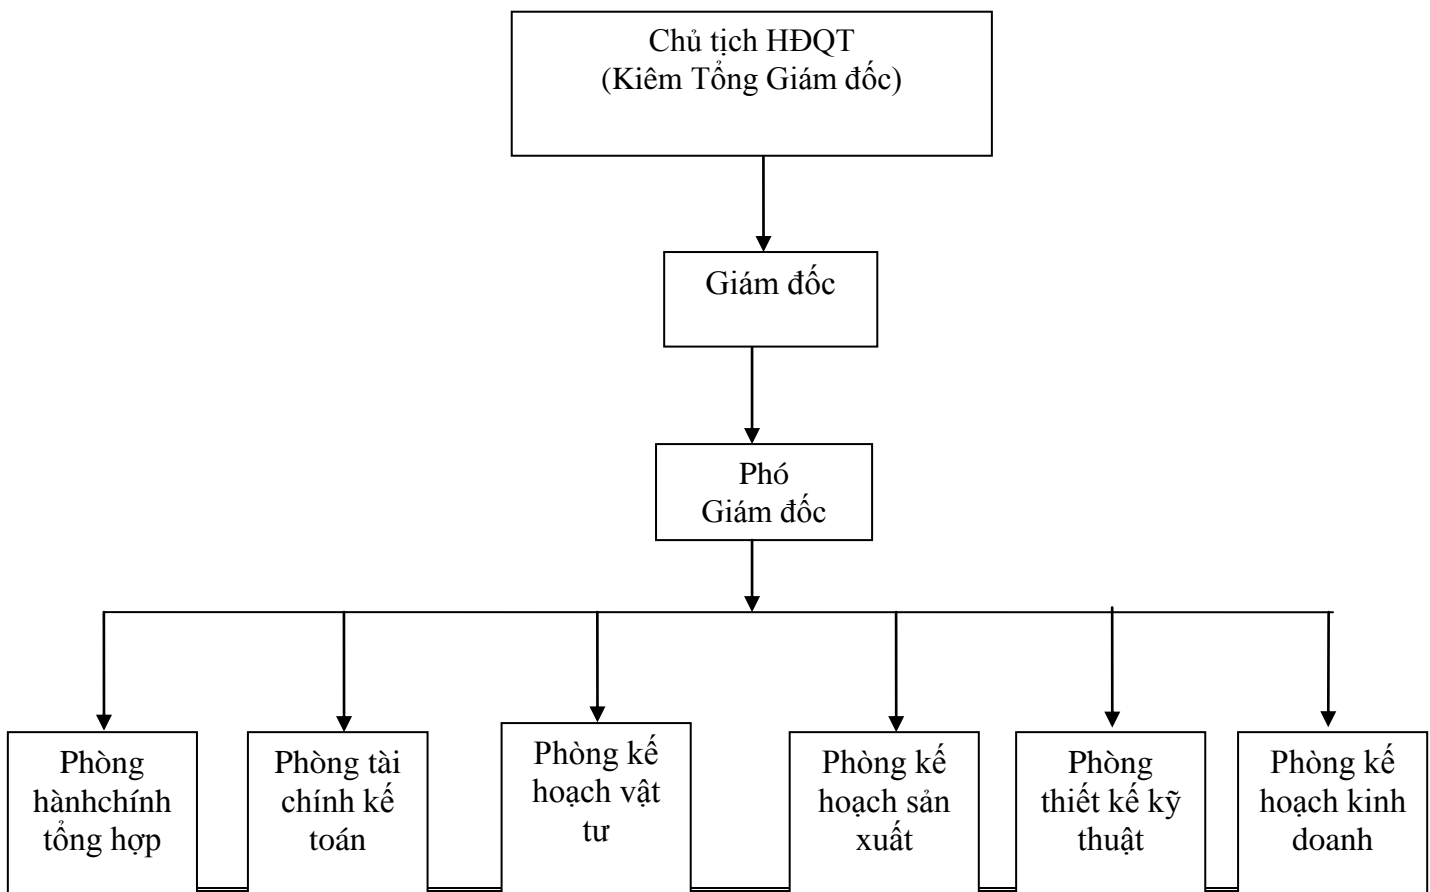 Chủ tịch HĐQT
(Kiêm Tổng Giám đốc)
Giám đốc
Phó
Giám đốc
Phòng
hànhchính
tổng hợp
Phòng tài
chính kế
toán
Phòng kế
hoạch vật
tư
Phòng kế
hoạch sản
xuất
Phòng
thiết kế kỹ
thuật
Phòng kế
hoạch kinh
doanh